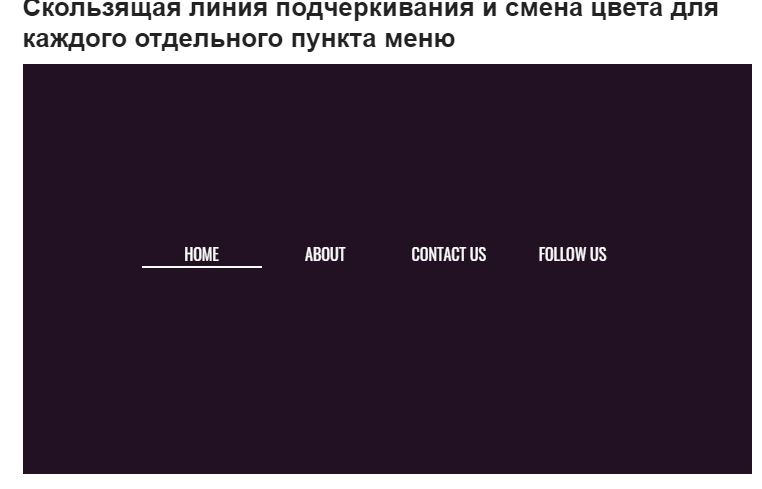 Скользящая линия подчеркивания и смена цвета для
каждого отдельного пункта меню
HOME ABOUT CONTACT US FOLLOW US